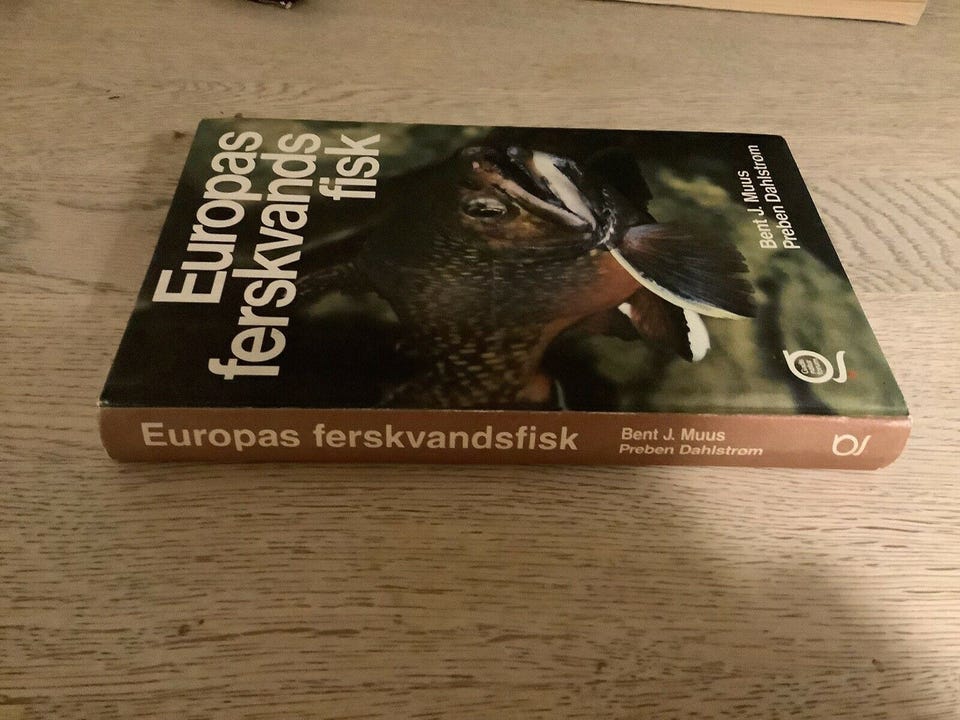 Europas
ferskvands
fisk
Bent J. Muus
Preben Dahlstrøm
Europas ferskvandsfisk
Bent J. Muus
Preben Dahlstrøm